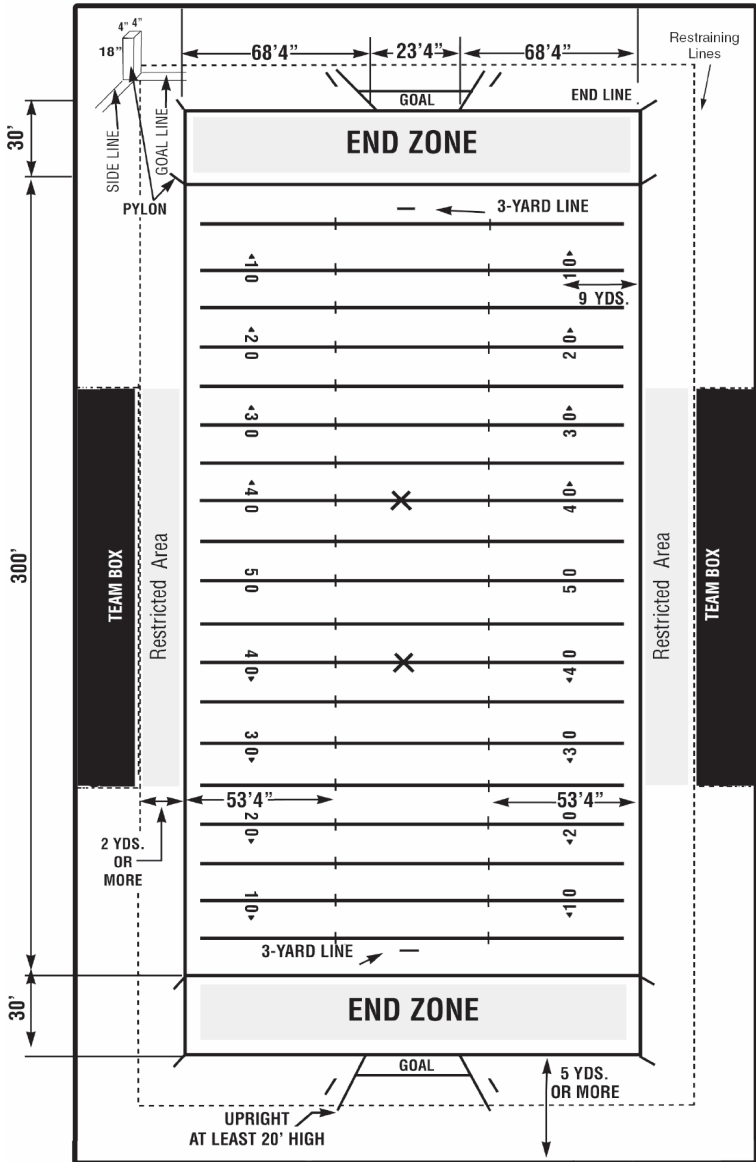 4” 4”
18”
68’4”
23’4”
68’4”
Restraining
Lines
GOAL
END LINE
30’
SIDE LINE
GOAL LINE
END ZONE
PYLON
3-YARD LINE
10
10
9 YDS.
20
20
30
30
40
40
300’
TEAM BOX
Restricted Area
50
50
Restricted Area
TEAM BOX
40
40
30
30
53’4”
53’4”
20
20
2 YDS.
OR
MORE
10
10
3-YARD LINE
30’
END ZONE
GOAL
5 YDS.
OR MORE
UPRIGHT
AT LEAST 20’ HIGH